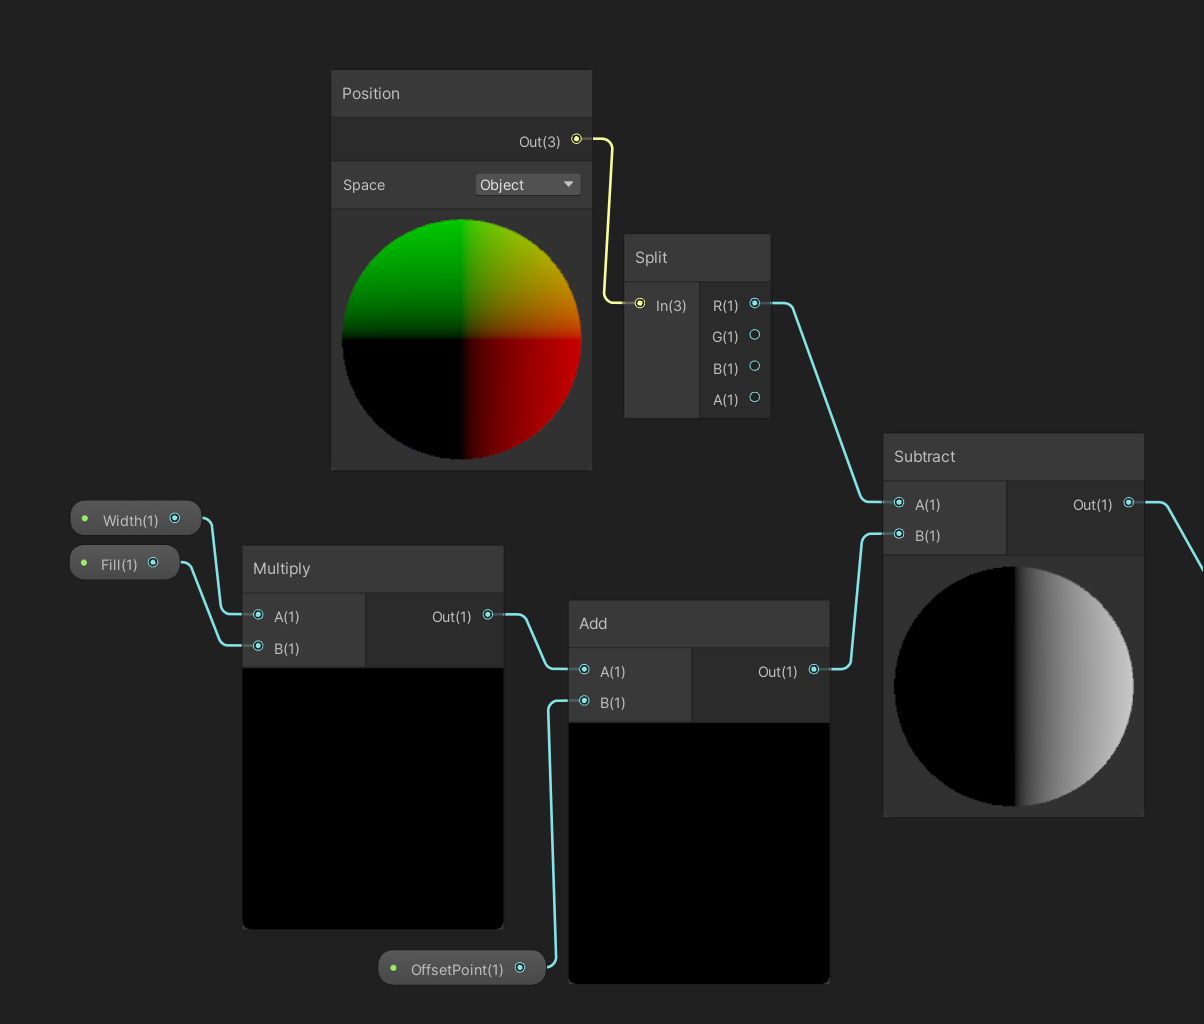 Position
Out(3)
Space Object
Split
In(3) R(1)
G(1)
B(1)
A(1)
Subtract
A(1) Out(1)
B(1)
Width(1)
Fill(1)
Multiply
A(1) Out(1)
B(1)
Add
A(1) Out(1)
B(1)
OffsetPoint(1)